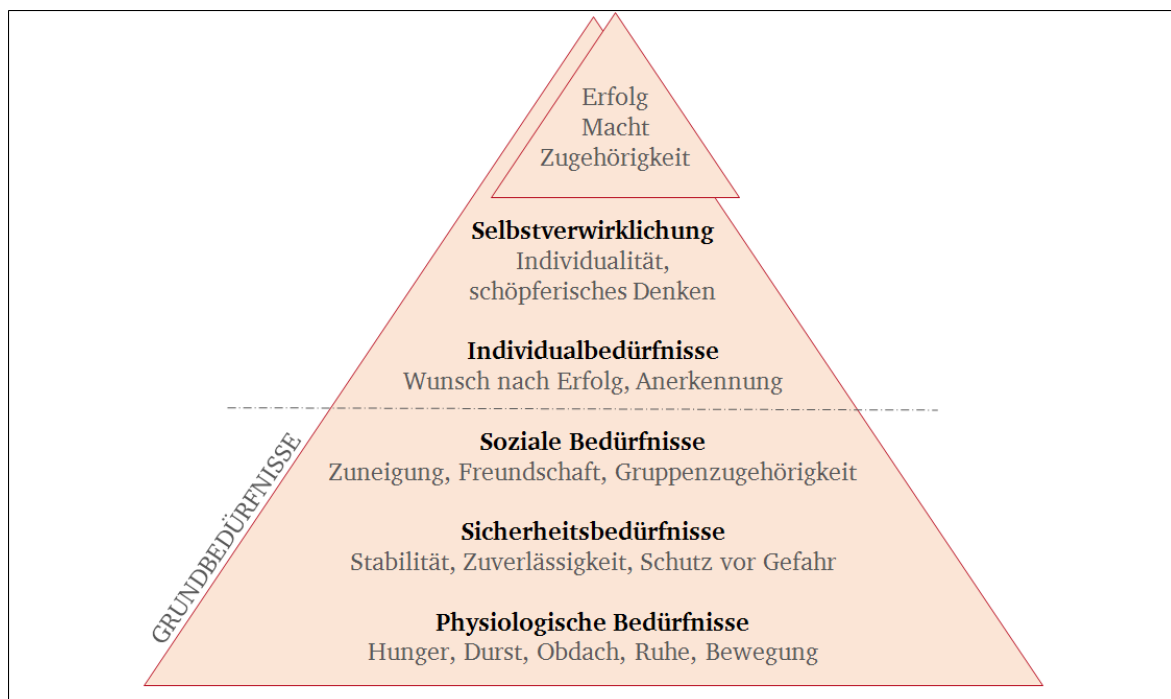 Erfolg
Macht
Zugehörigkeit
Selbstverwirklichung
Individualität,
schöpferisches Denken
Individualbedürfnisse
Wunsch nach Erfolg, Anerkennung
GRUNDBEDÜRFNISSE
Soziale Bedürfnisse
Zuneigung, Freundschaft, Gruppenzugehörigkeit
Sicherheitsbedürfnisse
Stabilität, Zuverlässigkeit, Schutz vor Gefahr
Physiologische Bedürfnisse
Hunger, Durst, Obdach, Ruhe, Bewegung